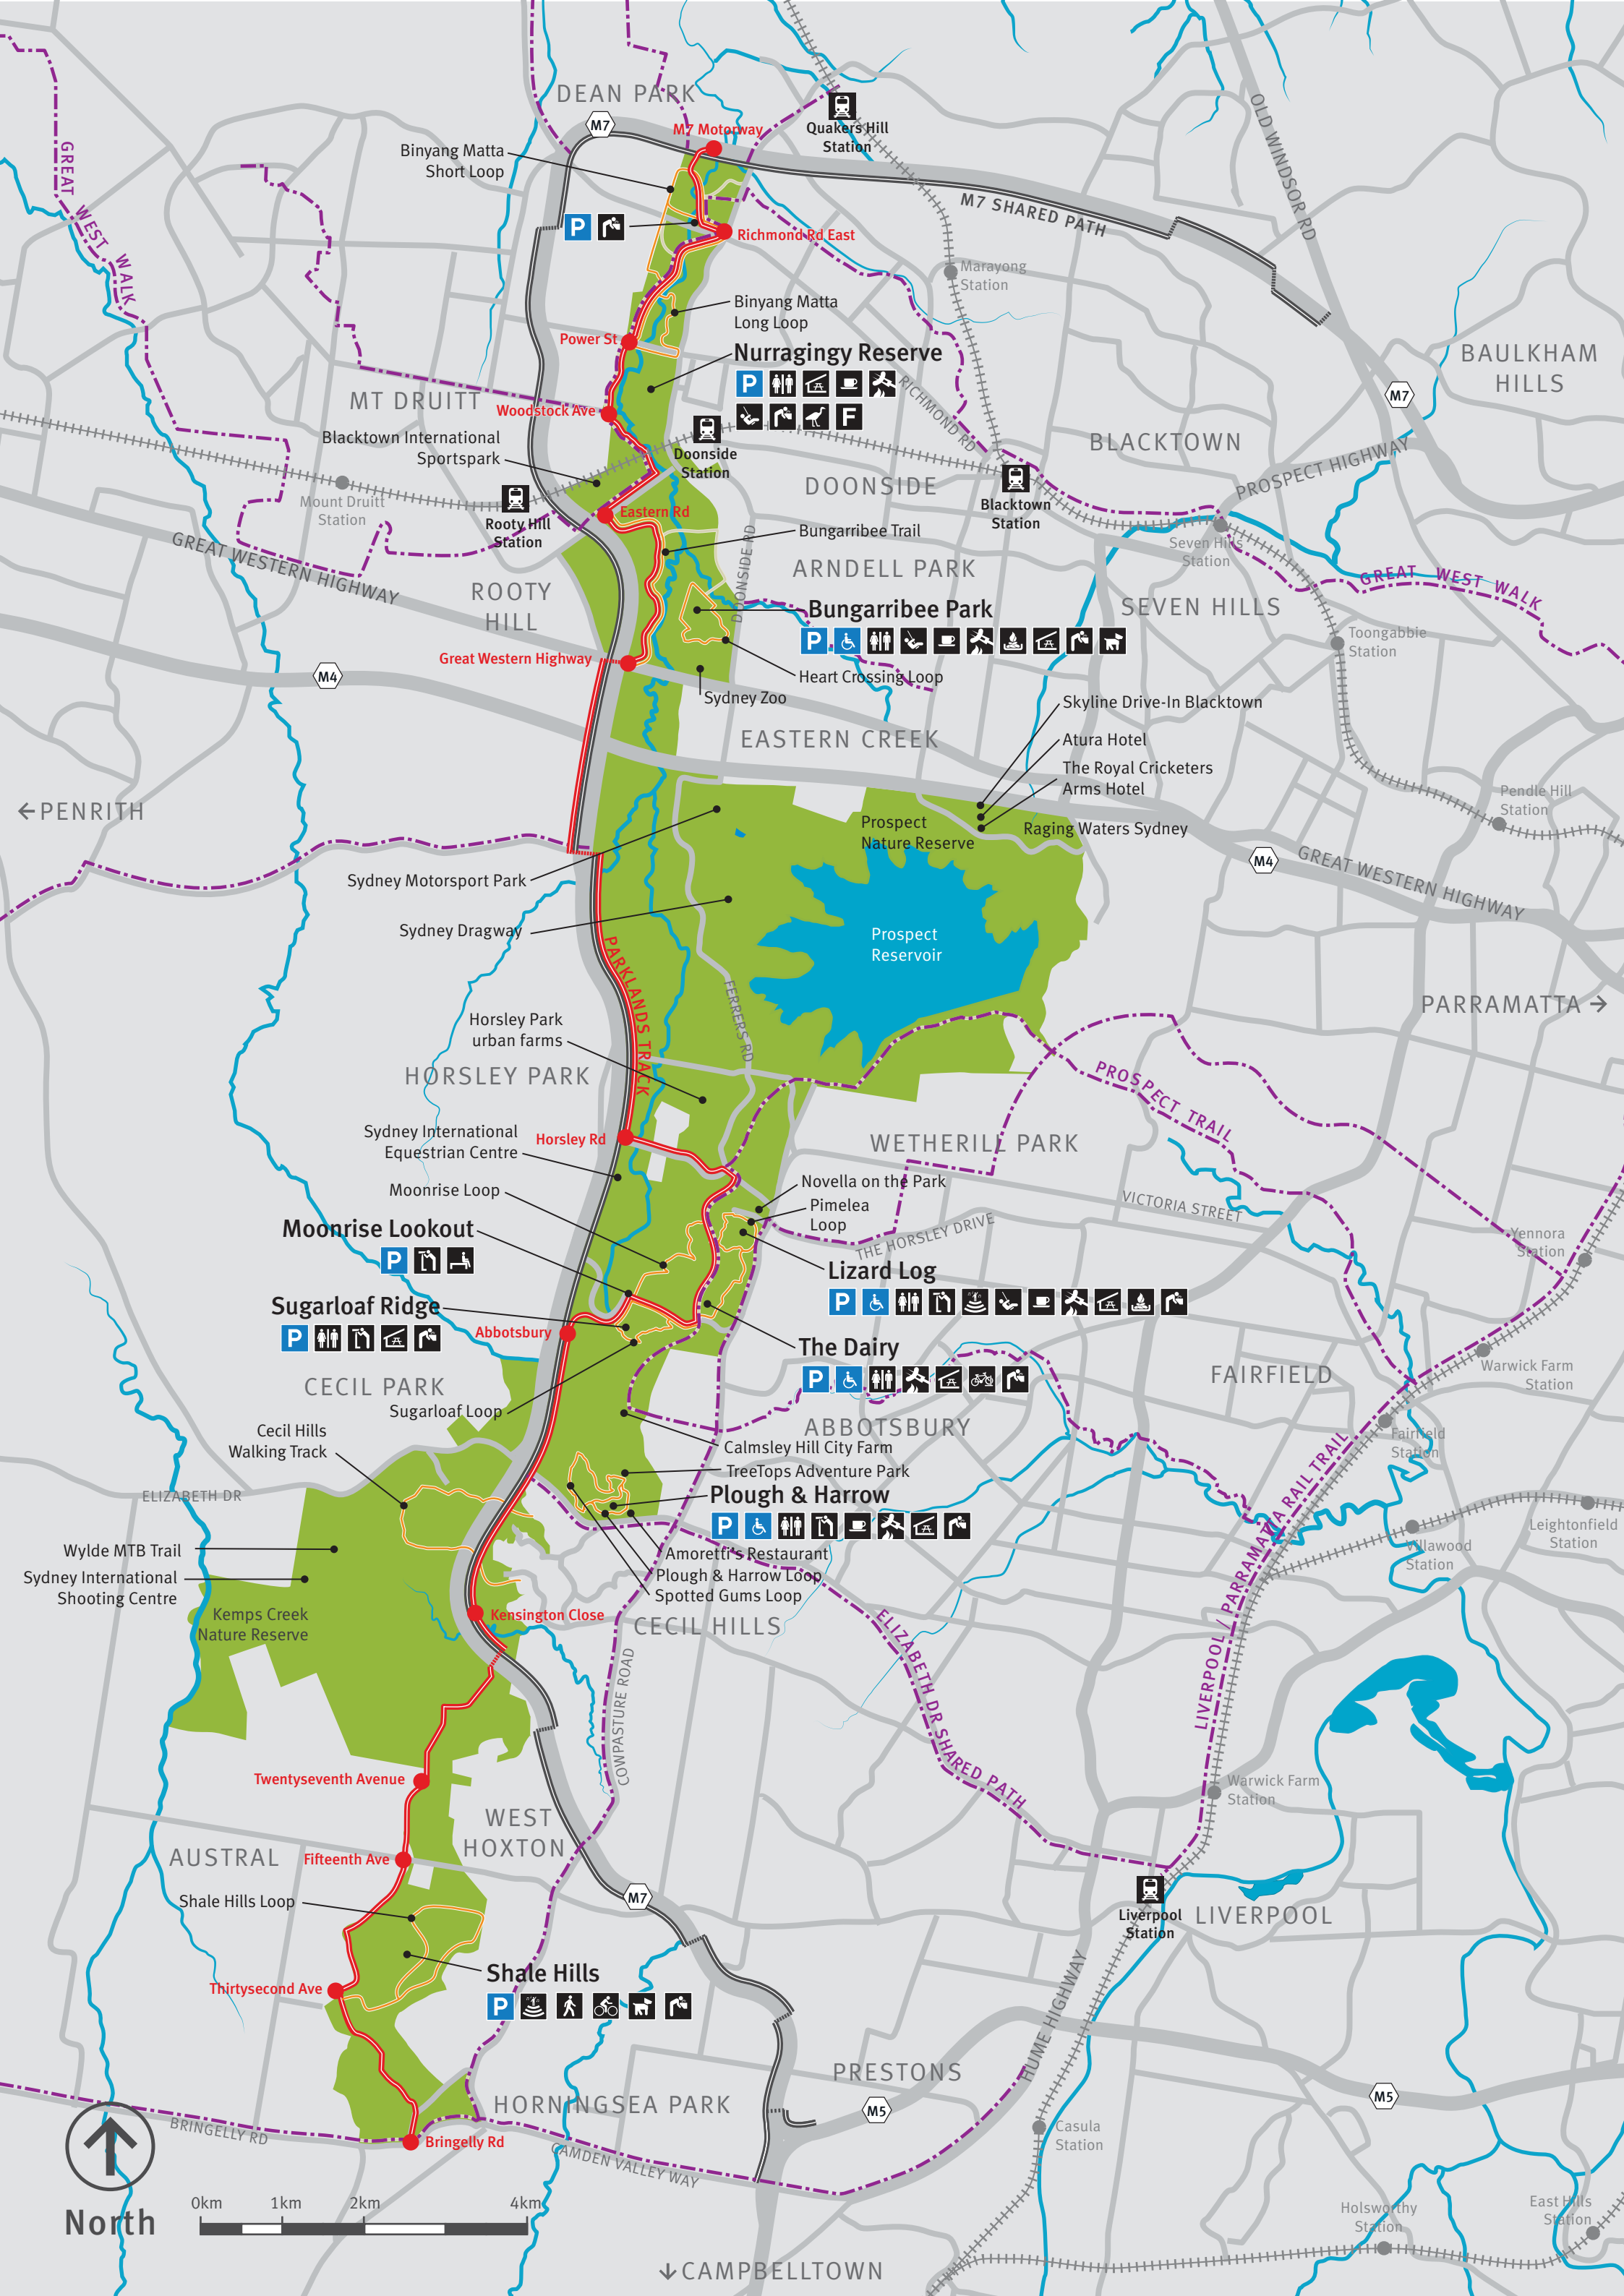 DEAN PARK
M7
M7 Motorway
Quakers Hill
Station
OLD WINDSOR RD
Binyang Matta
Short Loop
GREAT WEST WALK
M7 SHARED PATH
P
Richmond Rd East
Marayong
Station
Binyang Matta
Long Loop
Power St
Nurragingy Reserve
P
F
BAULKHAM
HILLS
M7
MT DRUITT
Woodstock Ave
RICHMOND RD
Blacktown International
Sportspark
Doonside
Station
BLACKTOWN
PROSPECT HIGHWAY
Mount Druitt
Station
DOONSIDE
Rooty Hill
Station
Eastern Rd
Blacktown
Station
Seven Hills
Station
GREAT WESTERN HIGHWAY
Bungarribee Trail
DOONSIDE RD
ARNDELL PARK
GREAT WEST WALK
ROOTY
HILL
Bungarribee Park
P
SEVEN HILLS
Toongabbie
Station
Great Western Highway
M4
Heart Crossing Loop
Sydney Zoo
Skyline Drive-In Blacktown
EASTERN CREEK
Atura Hotel
The Royal Cricketers
Arms Hotel
PENRITH
Pendle Hill
Station
Prospect
Nature Reserve
Raging Waters Sydney
M4
GREAT WESTERN HIGHWAY
Sydney Motorsport Park
Sydney Dragway
Prospect
Reservoir
PARKLANDS TRACK
FERRERS RD
PARRAMATTA
Horsley Park
urban farms
HORSLEY PARK
PROSPECT TRAIL
Sydney International
Equestrian Centre
Horsley Rd
WETHERILL PARK
Moonrise Loop
Novella on the Park
Pimelea
Loop
VICTORIA STREET
Moonrise Lookout
P
THE HORSLEY DRIVE
Yennora
Station
Lizard Log
P
Sugarloaf Ridge
P
Abbotsbury
The Dairy
P
Warwick Farm
Station
FAIRFIELD
CECIL PARK
Sugarloaf Loop
ABBOTSBURY
Fairfield
Station
Cecil Hills
Walking Track
Calmsley Hill City Farm
TreeTops Adventure Park
Plough & Harrow
P
ELIZABETH DR
Leightonfield
Station
Villawood
Station
Wylde MTB Trail
Amoretti's Restaurant
Plough & Harrow Loop
Spotted Gums Loop
Sydney International
Shooting Centre
Kemps Creek
Nature Reserve
Kensington Close
CECIL HILLS
LIVERPOOL / PARRAMATTA RAIL TRAIL
COWPASTURE ROAD
ELIZABETH DR SHARED PATH
Twentyseventh Avenue
Warwick Farm
Station
WEST
HOXTON
AUSTRAL
Fifteenth Ave
Shale Hills Loop
M7
Liverpool
Station
LIVERPOOL
Shale Hills
P
Thirtysecond Ave
HUME HIGHWAY
PRESTONS
M5
M5
HORNINGSEA PARK
BRINGELLY RD
Bringelly Rd
CAMDEN VALLEY WAY
Casula
Station
North
0km
1km
2km
4km
Holsworthy
Station
East Hills
Station
CAMPBELLTOWN